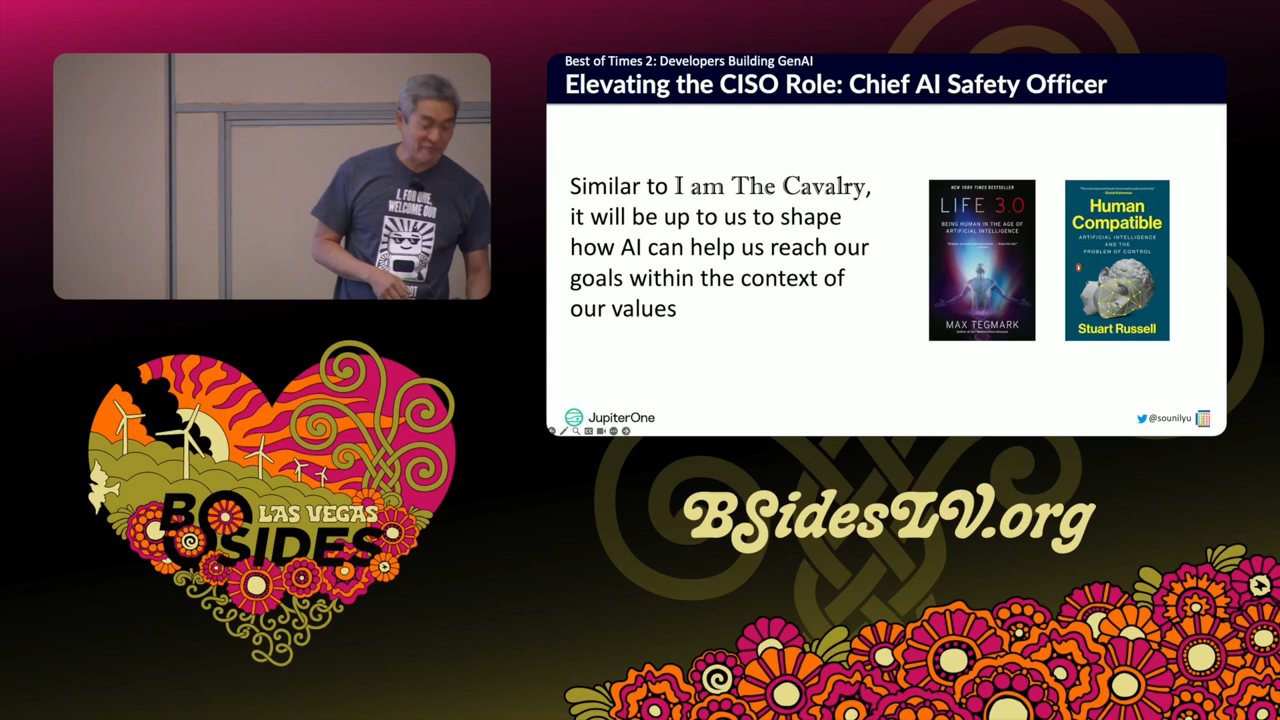 I, FOR ONE,
WELCOME OUR
Best of Times 2: Developers Building GenAI
Elevating the CISO Role: Chief AI Safety Officer
Similar to I am The Cavalry,
it will be up to us to shape
how AI can help us reach our
goals within the context of
our values
NEW YORK TIMES BESTSELLER
LIFE 3.0
BEING HUMAN IN THE AGE OF
ARTIFICIAL INTELLIGENCE
MAX TEGMARK
Human
Compatible
ARTIFICIAL INTELLIGENCE
AND THE
PROBLEM OF CONTROL
Stuart Russell
JupiterOne
@sounilyu
LAS VEGAS
BSIDES
BSidesLV.org